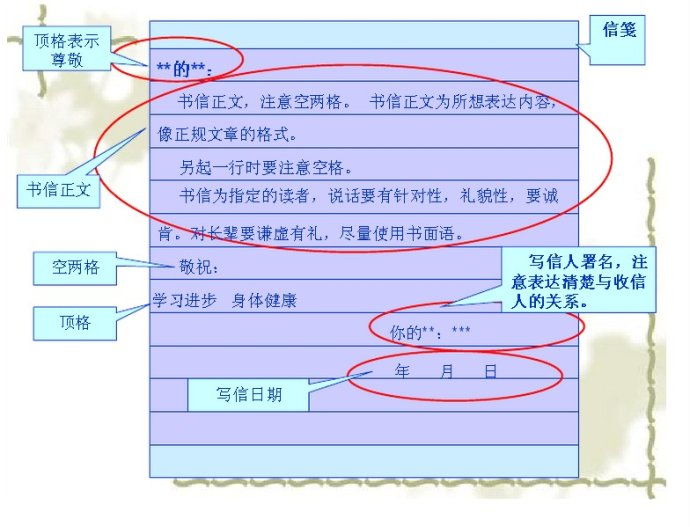 信笺
顶格表示
尊敬
**的**：
书信正文，注意空两格。 书信正文为所想表达内容，
像正规文章的格式。
另起一行时要注意空格。
书信正文
书信为指定的读者，说话要有针对性，礼貌性，要诚
肯。对长辈要谦虚有礼，尽量使用书面语。
空两格
敬祝：
写信人署名，注
意表达清楚与收信
人的关系。
顶格
学习进步 身体健康
你的**：***
年 月 日
写信日期